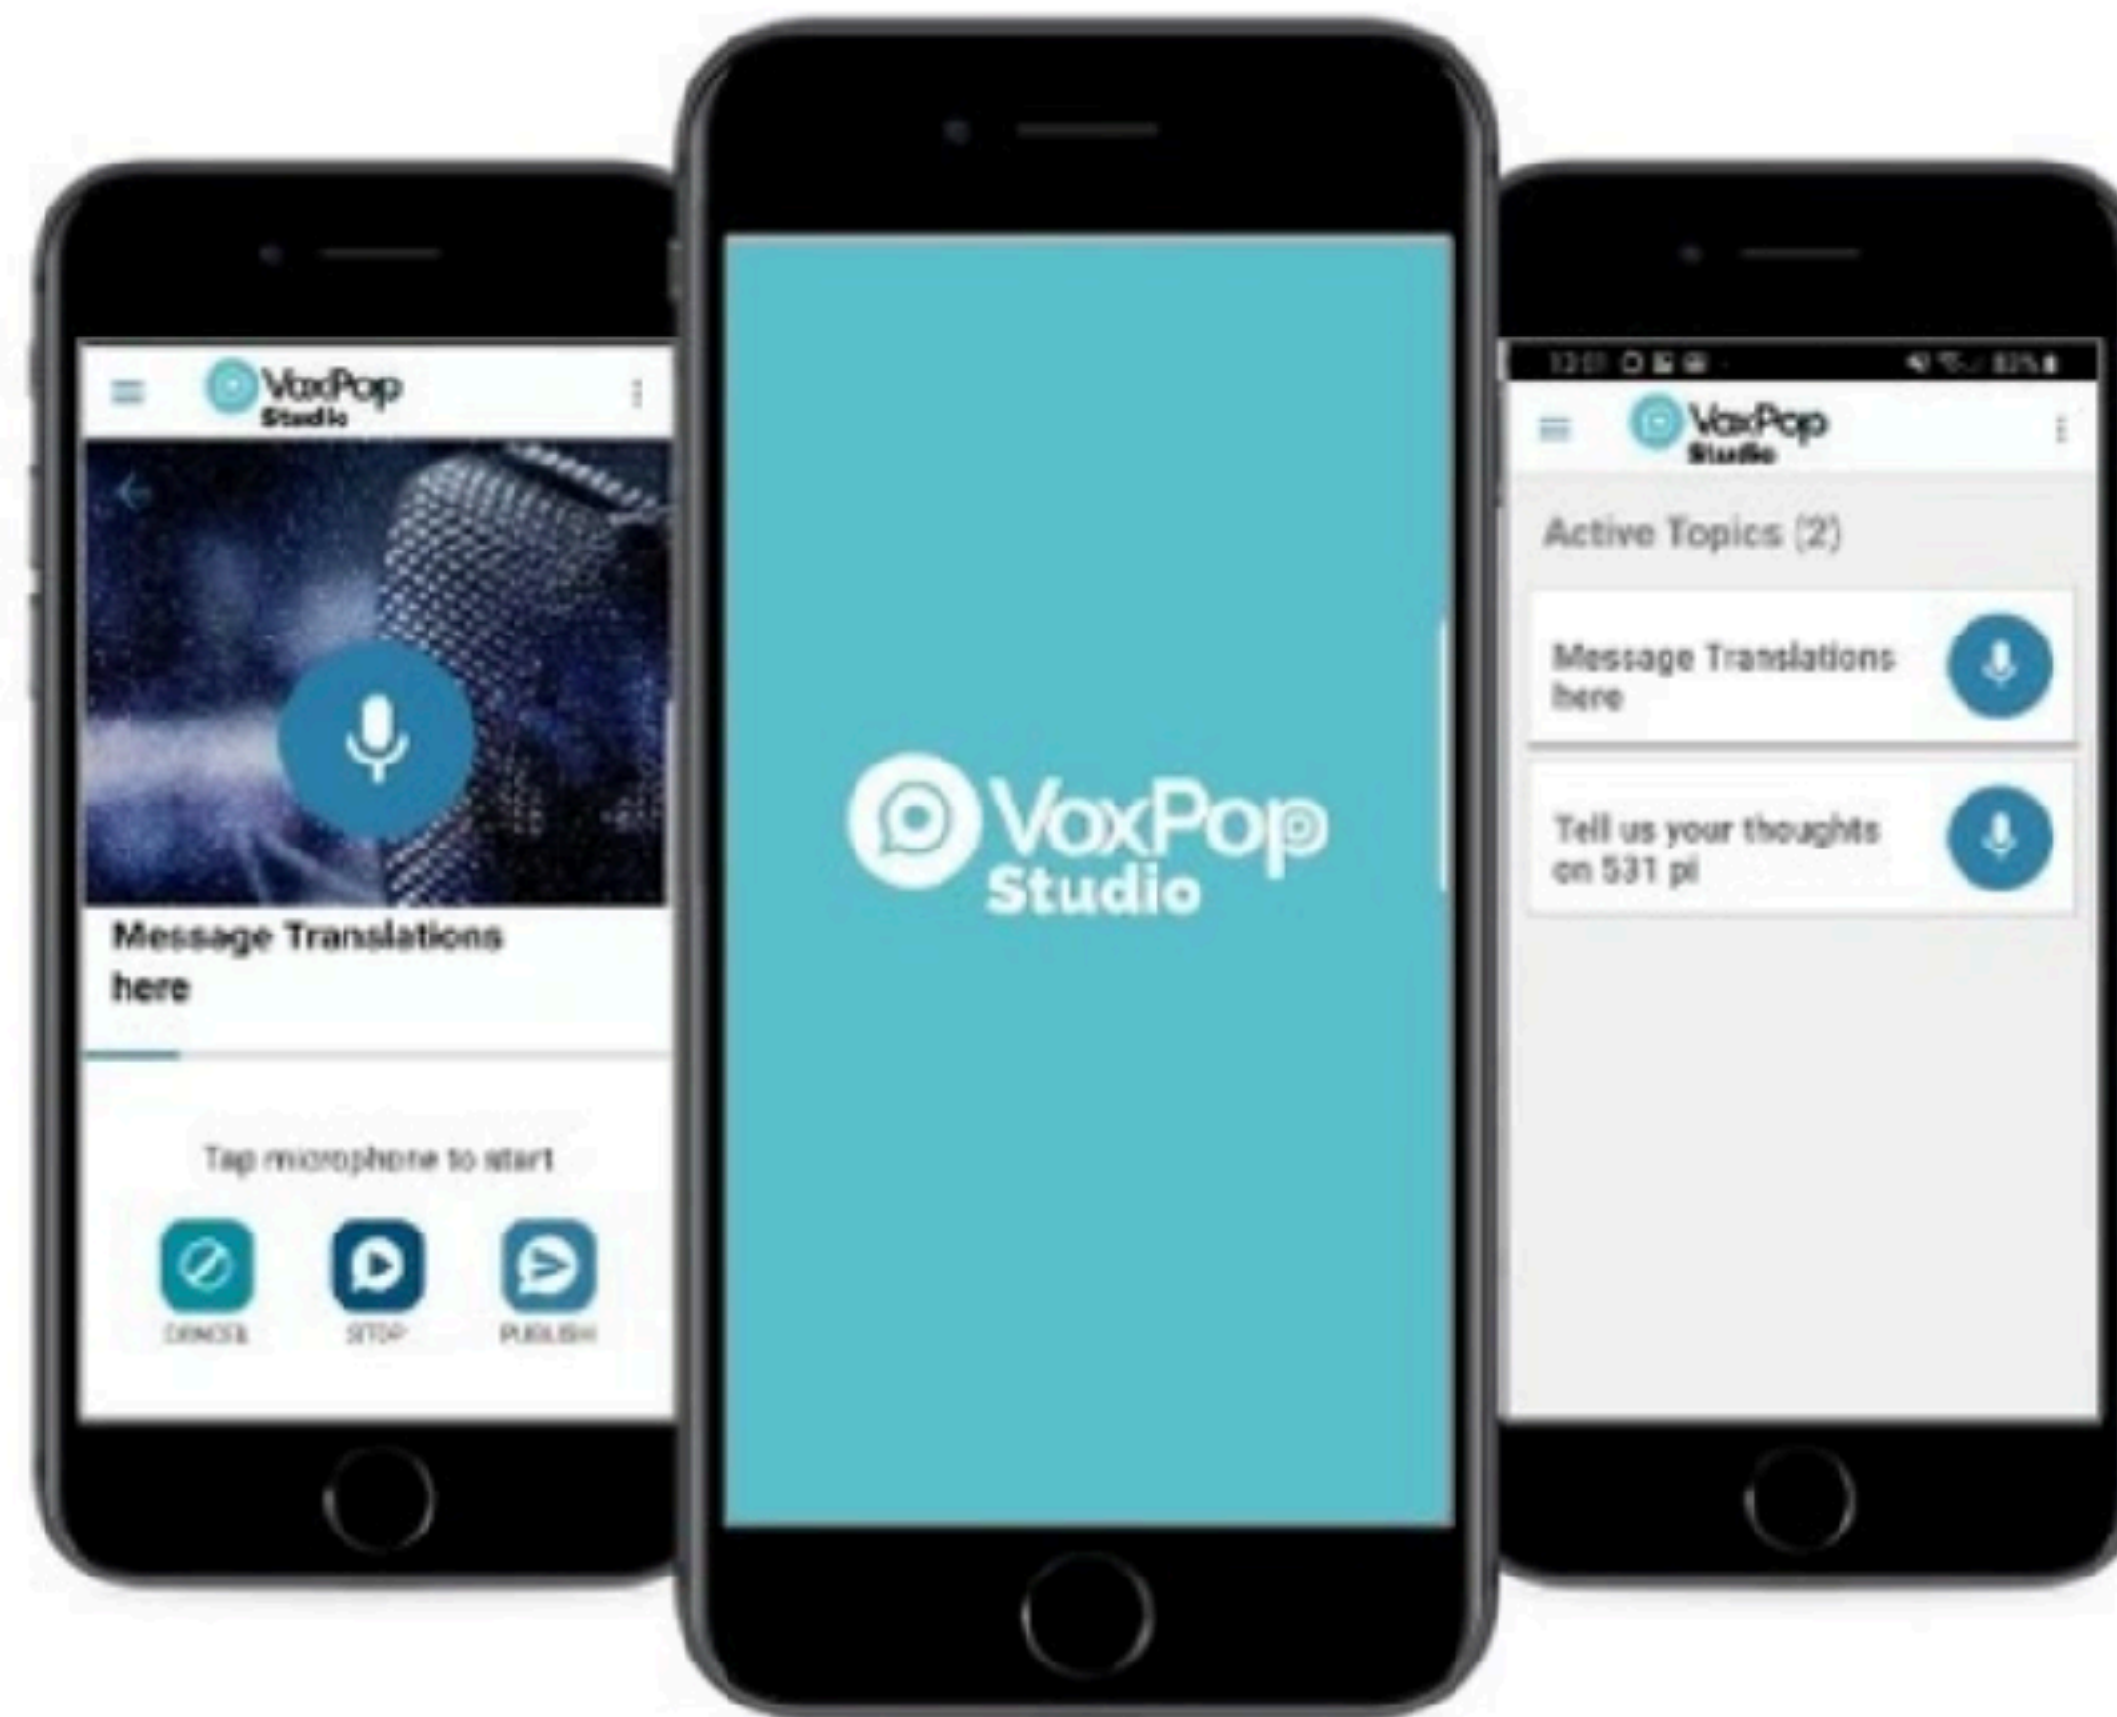 VoxPop
Studio
Message Translations
here
Tap microphone to start
CANCEL
STOP
PUBLISH
VoxPop
Studio
VoxPop
Studio
Active Topics (2)
Message Translations
here
Tell us your thoughts
on 531 pi